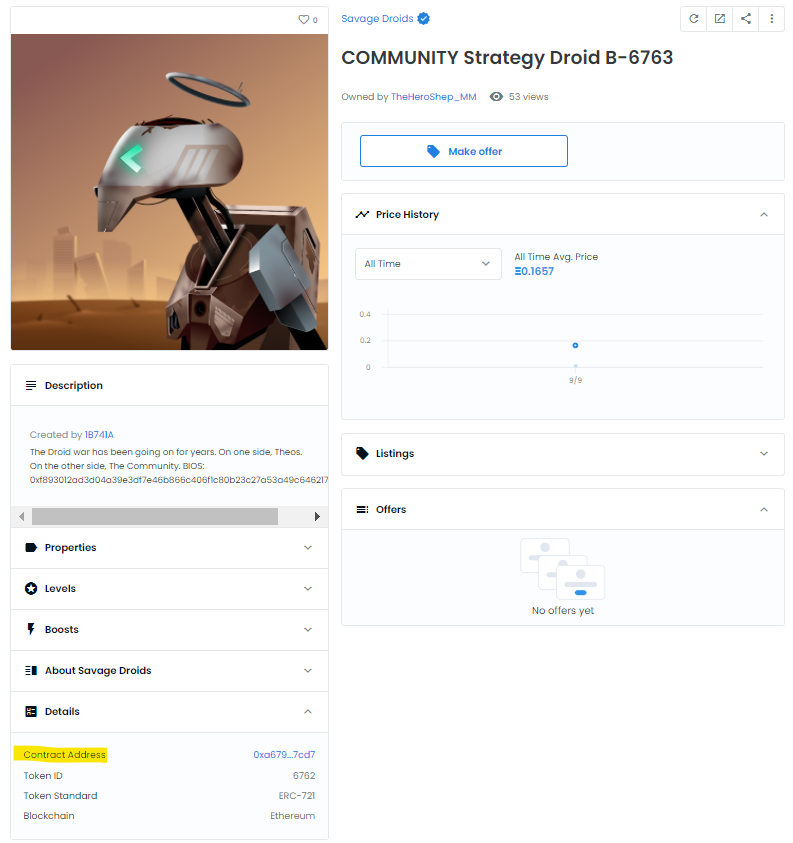 0
Savage Droids
COMMUNITY Strategy Droid B-6763
Owned by TheHeroShep_MM 53 views
Make offer
Price History
All Time
All Time Avg. Price
0.1657
0.4
0.2
0
9/9
Listings
Offers
No offers yet
Description
Created by 1B741A
The Droid war has been going on for years. On one side, Theos.
On the other side, The Community. BIOS:
0xf893012ad3d04a39e3df7e46b866c406f1c80b23c27a53a49c646217
Properties
Levels
Boosts
About Savage Droids
Details
Contract Address 0xa679...7cd7
Token ID 6762
Token Standard ERC-721
Blockchain Ethereum